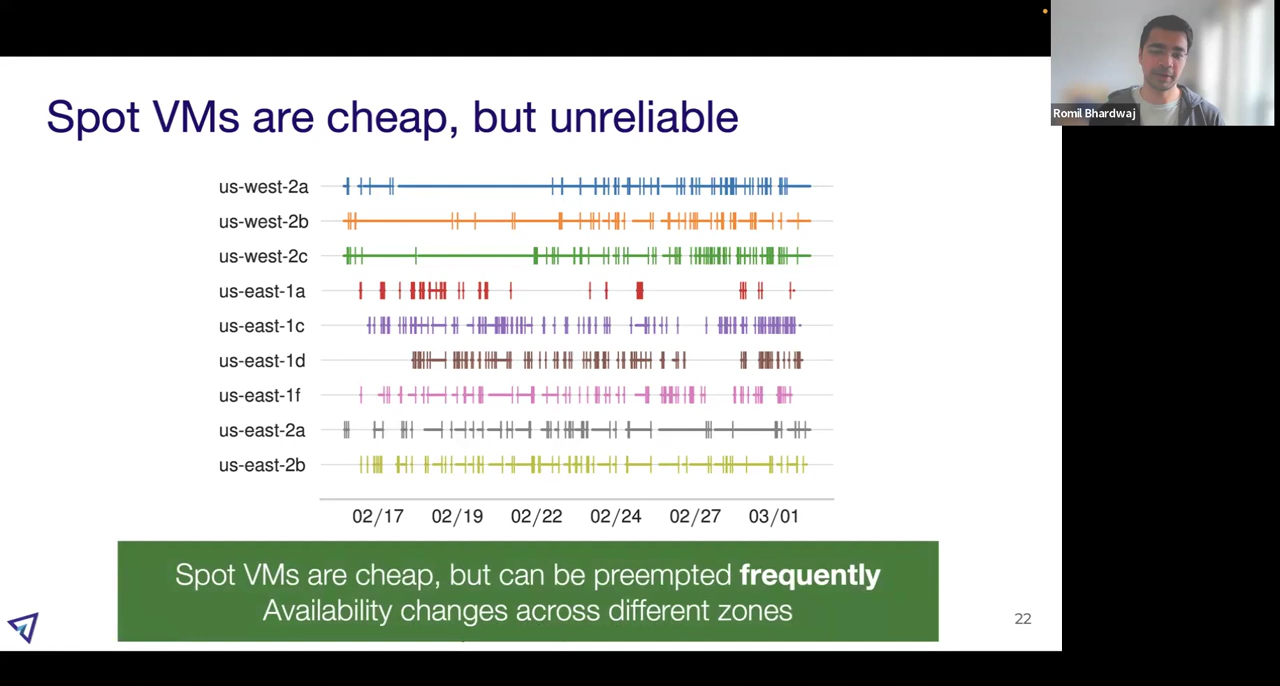 Spot VMs are cheap, but unreliable
Romil Bhardwaj
us-west-2a
us-west-2b
us-west-2c
us-east-1a
us-east-1c
us-east-1d
us-east-1f
us-east-2a
us-east-2b
02/17 02/19 02/22 02/24 02/27 03/01
Spot VMs are cheap, but can be preempted frequently
Availability changes across different zones
22